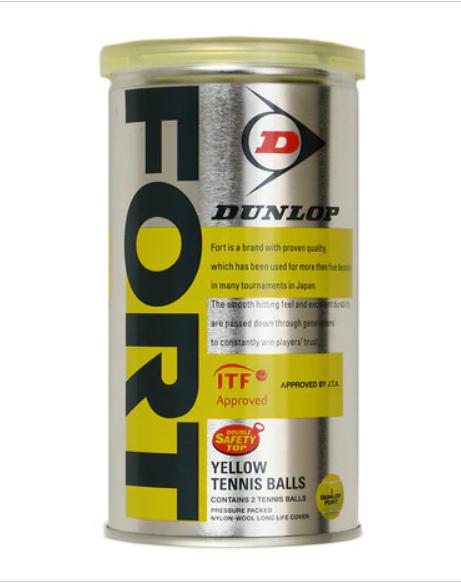 FORT
D
DUNLOP
Fort is a brand with proven quality,
which has been used for more than five decades
in many tournaments in Japan.
The smooth hitting feel and excellent durability
are passed down through generations
to constantly win players' trust.
ITF
Approved
APPROVED BY J.T.A.
DOUBLE
SAFETY
TOP
YELLOW
TENNIS BALLS
CONTAINS 2 TENNIS BALLS
PRESSURE PACKED
NYLON-WOOL LONG LIFE COVER
1
DUNLOP
FORT